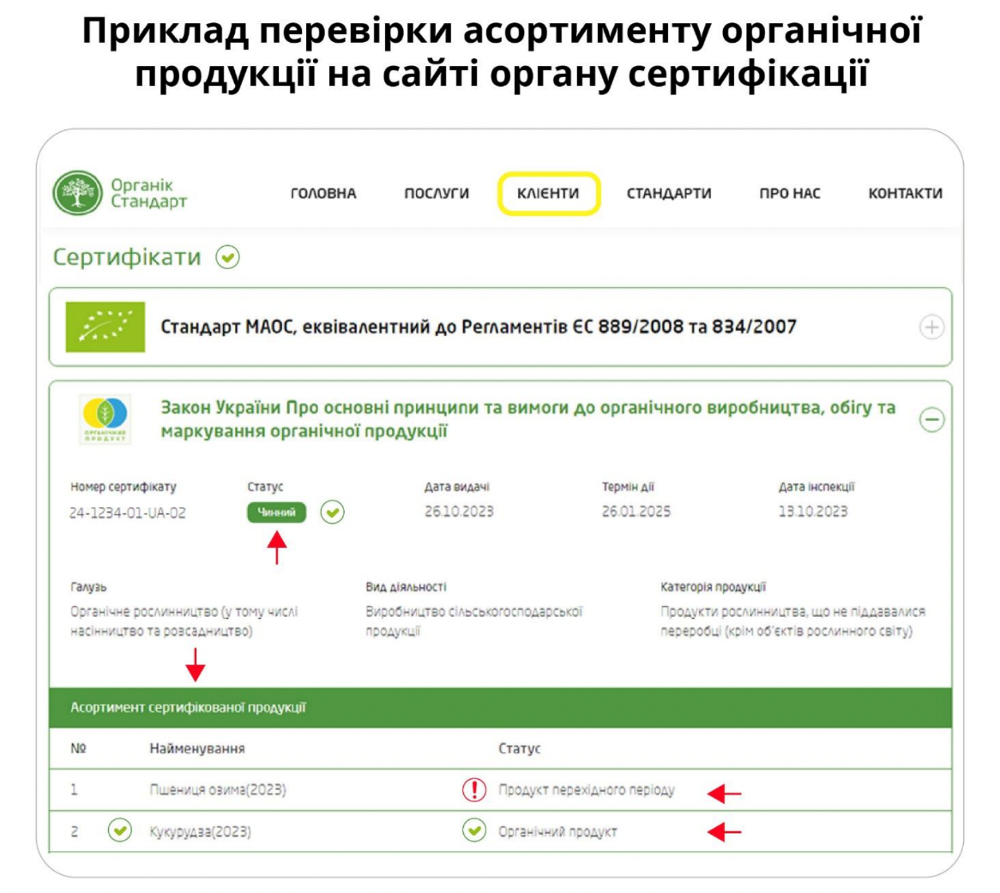 Приклад перевірки асортименту органічної
продукції на сайті органу сертифікації
Органік
Стандарт
ГОЛОВНА
ПОСЛУГИ
КЛІЄНТИ
СТАНДАРТИ
ПРО НАС
КОНТАКТИ
Сертифікати
Стандарт МАОС, еквівалентний до Регламентів ЄС 889/2008 та 834/2007
ОРГАНІЧНИЙ
ПРОДУКТ
Закон України Про основні принципи та вимоги до органічного виробництва, обігу та
маркування органічної продукції
Номер сертифікату
Статус
Дата видачі
Термін дії
Дата інспекції
24-1234-01-UA-02
Чинний
26.10.2023
26.01.2025
13.10.2023
Галузь
Вид діяльності
Категорія продукції
Органічне рослинництво (у тому числі
насінництво та розсадництво)
Виробництво сільськогосподарської
продукції
Продукти рослинництва, що не піддавалися
переробці (крім об'єктів рослинного світу)
Асортимент сертифікованої продукції
№
Найменування
Статус
1
Пшениця озима(2023)
Продукт перехідного періоду
2
Кукурудза(2023)
Органічний продукт